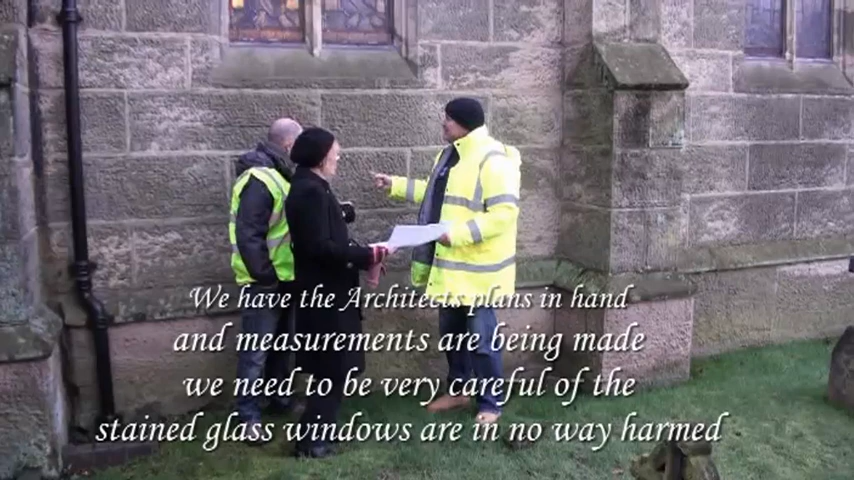 We have the Architects plans in hand
and measurements are being made
we need to be very careful of the
stained glass windows are in no way harmed